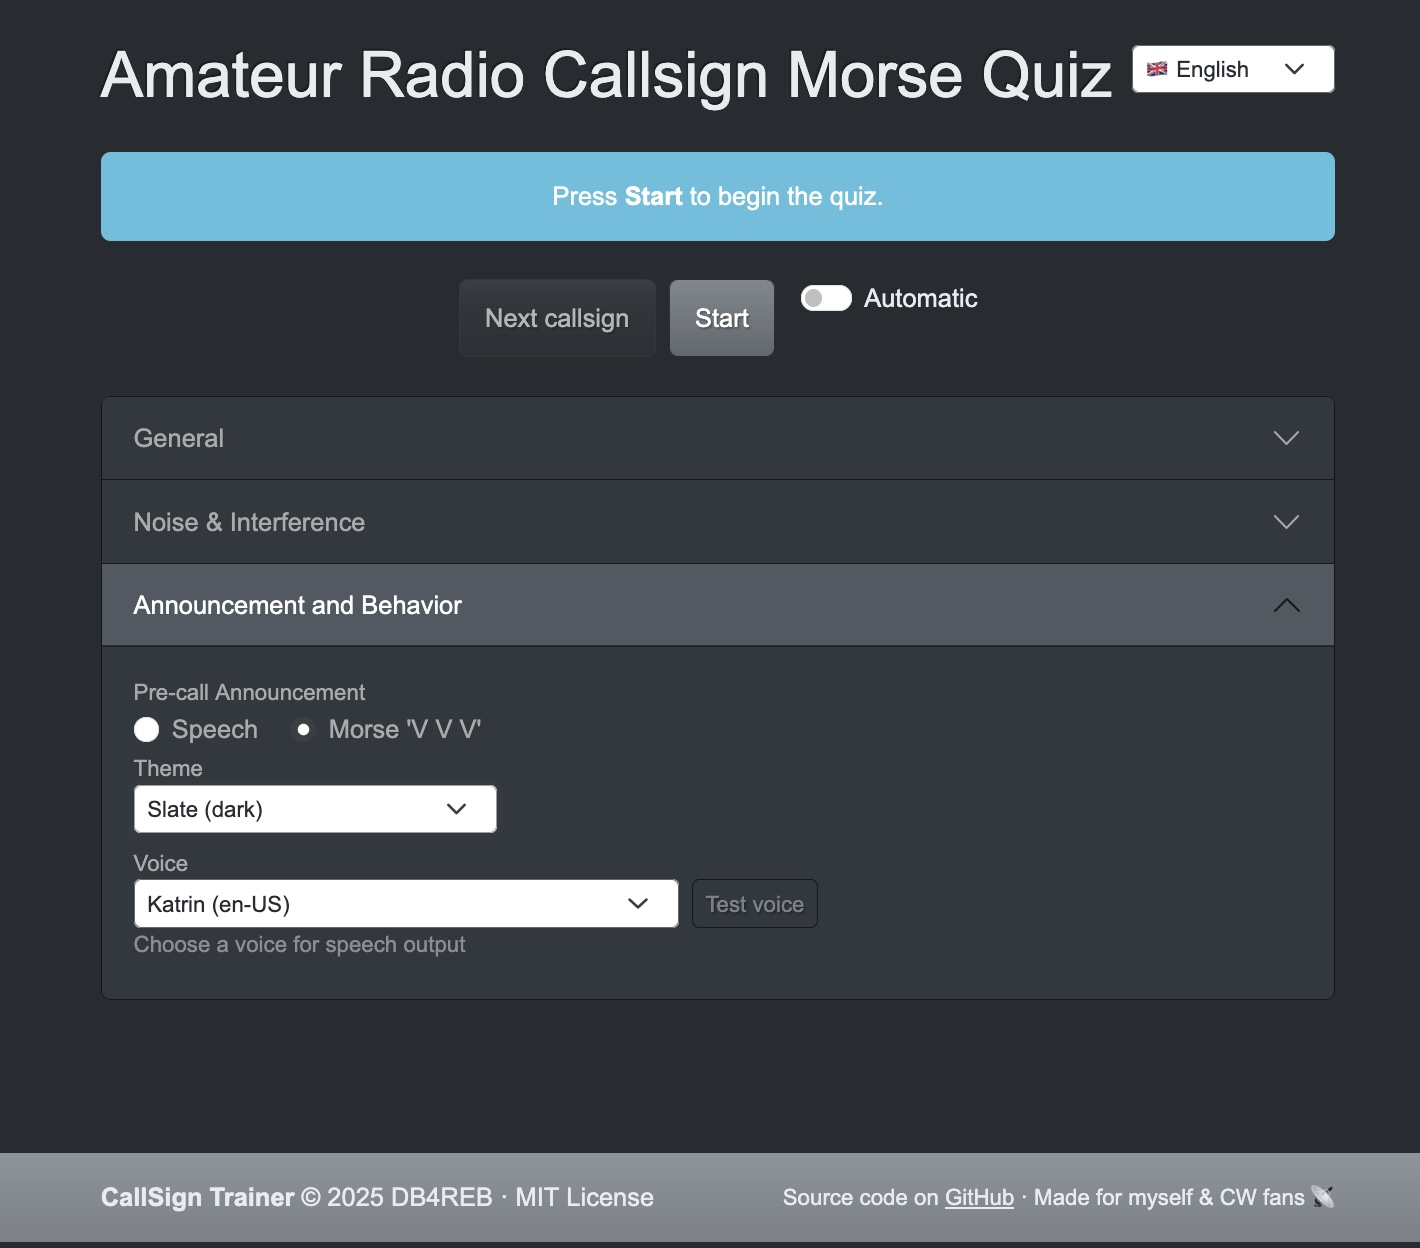 Amateur Radio Callsign Morse Quiz
English
Press Start to begin the quiz.
Next callsign
Start
Automatic
General
Noise & Interference
Announcement and Behavior
Pre-call Announcement
Speech
Morse 'V V V'
Theme
Slate (dark)
Voice
Katrin (en-US)
Test voice
Choose a voice for speech output
CallSign Trainer © 2025 DB4REB · MIT License
Source code on GitHub · Made for myself & CW fans 📡